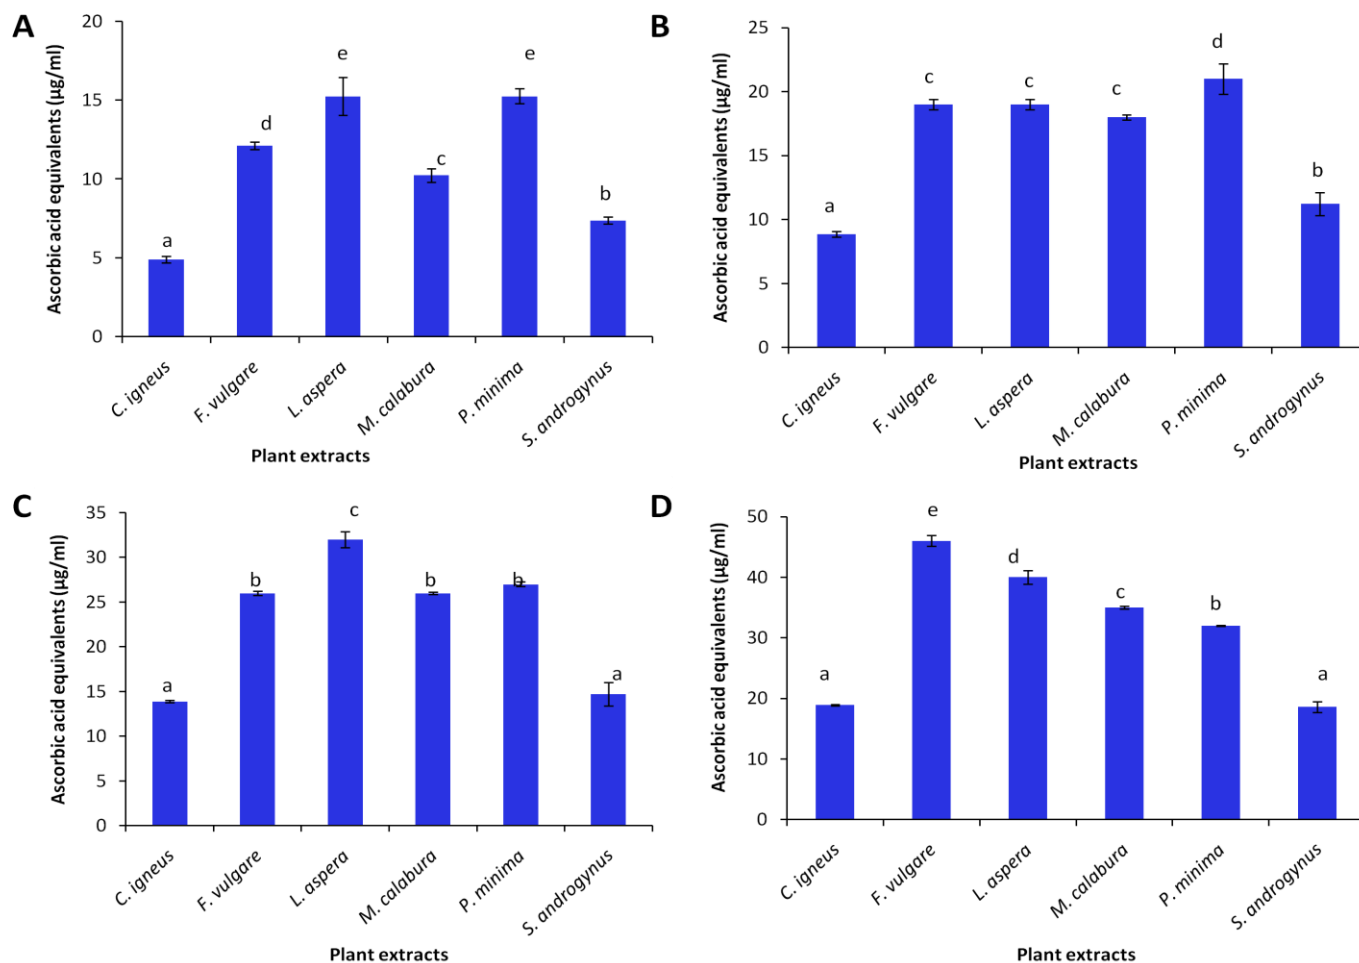 A
Ascorbic acid equivalents (µg/ml)
20
15
10
5
0
a
d
e
c
e
b
C. igneus
F. vulgare
L. aspera
M. calabura
P. minima
S. androgynus
Plant extracts
B
Ascorbic acid equivalents (µg/ml)
25
20
15
10
5
0
a
c
c
c
d
b
C. igneus
F. vulgare
L. aspera
M. calabura
P. minima
S. androgynus
Plant extracts
C
Ascorbic acid equivalents (µg/ml)
35
30
25
20
15
10
5
0
a
b
c
b
b
a
C. igneus
F. vulgare
L. aspera
M. calabura
P. minima
S. androgynus
Plant extracts
D
Ascorbic acid equivalents (µg/ml)
50
40
30
20
10
0
a
e
d
c
b
a
C. igneus
F. vulgare
L. aspera
M. calabura
P. minima
S. androgynus
Plant extracts